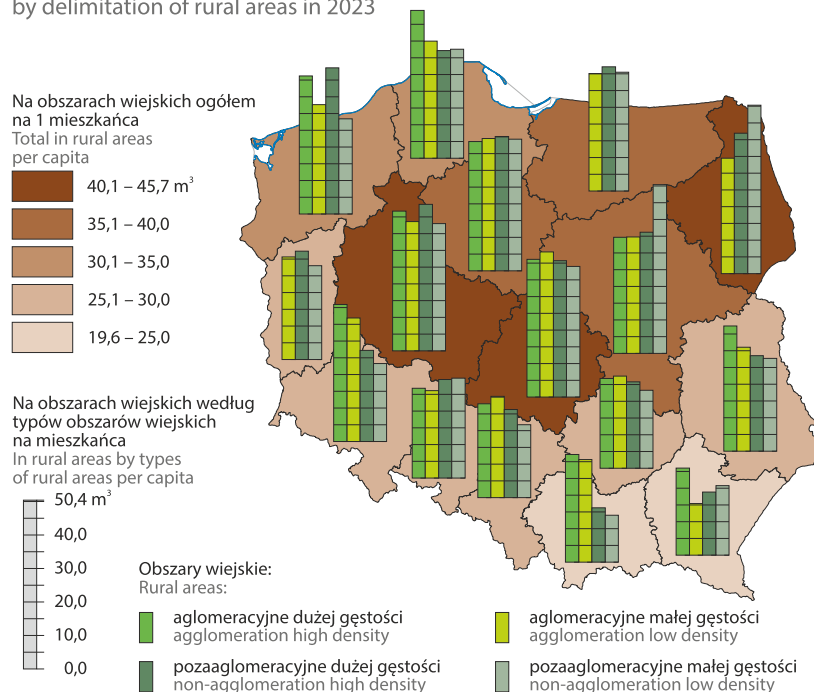 by delimitation of rural areas in 2023
Na obszarach wiejskich ogółem
na 1 mieszkańca
Total in rural areas
per capita
40,1 – 45,7 m³
35,1 – 40,0
30,1 – 35,0
25,1 – 30,0
19,6 – 25,0
Na obszarach wiejskich według
typów obszarów wiejskich
na mieszkańca
In rural areas by types
of rural areas per capita
50,4 m³
40,0
30,0
20,0
10,0
0,0
Obszary wiejskie:
Rural areas:
aglomeracyjne dużej gęstości
agglomeration high density
pozaaglomeracyjne dużej gęstości
non-agglomeration high density
aglomeracyjne małej gęstości
agglomeration low density
pozaaglomeracyjne małej gęstości
non-agglomeration low density